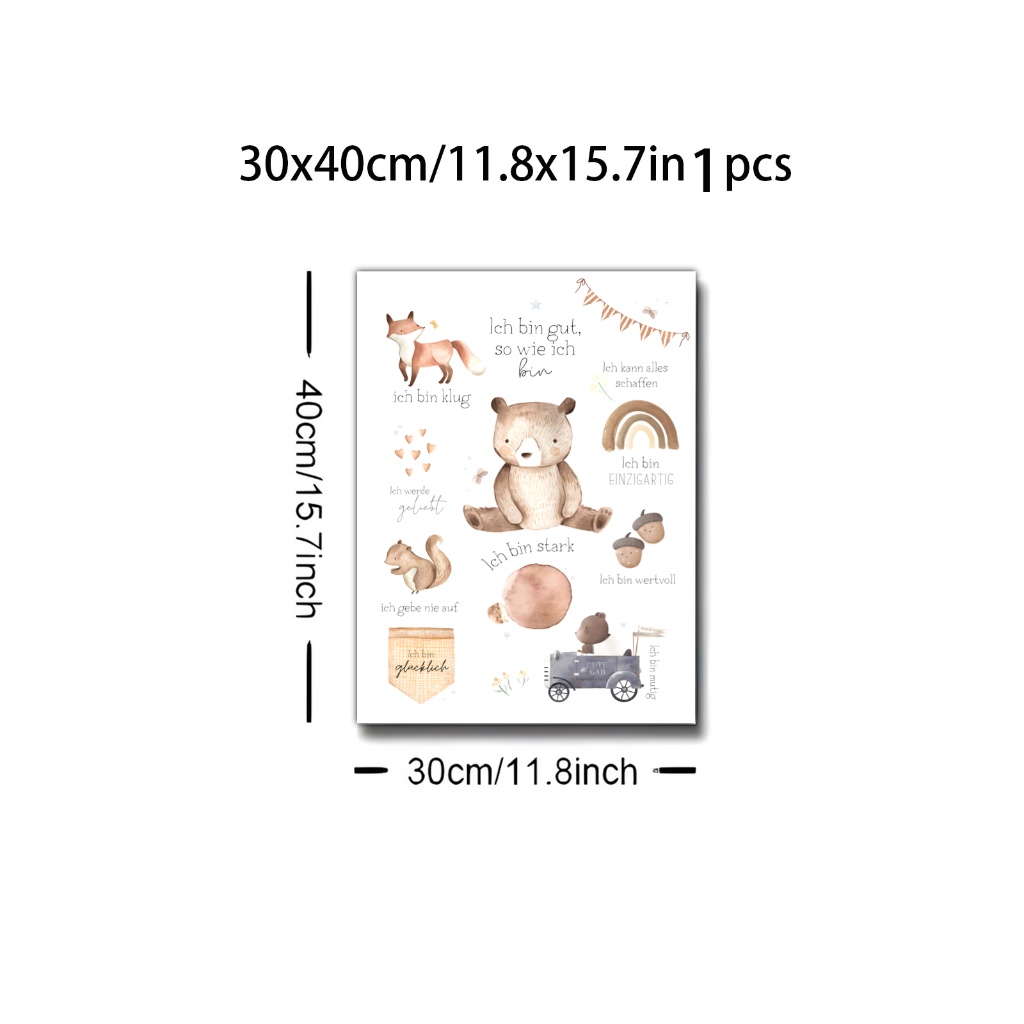 30x40cm/11.8x15.7in 1 pcs
40cm/15.7inch
Ich bin gut,
so wie ich
bin
ich bin klug
Ich kann alles
schaffen
Ich bin
EINZIGARTIG
Ich werde
geliebt
Ich bin stark
Ich bin wertvoll
ich gebe nie auf
Ich bin
glücklich
Ich bin mutig
30cm/11.8inch